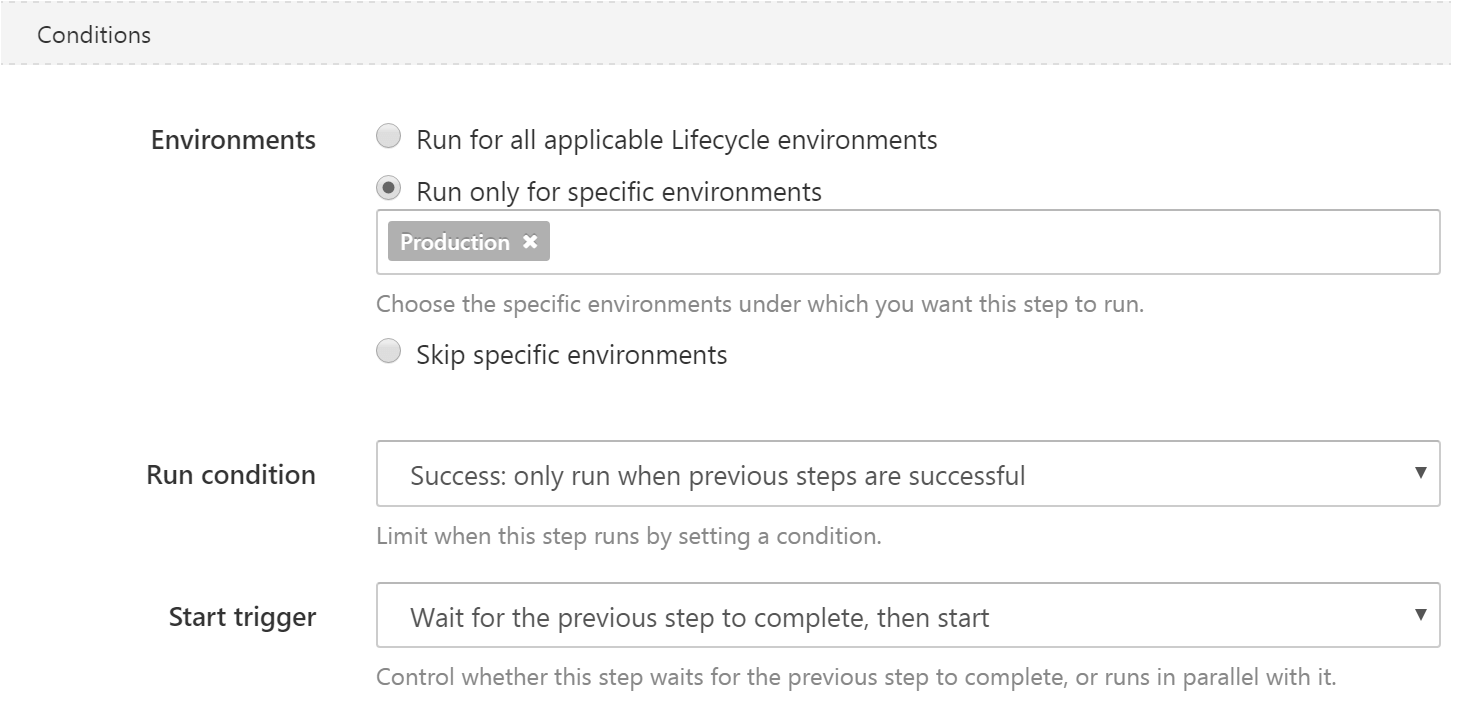 Conditions
Environments
Run for all applicable Lifecycle environments
Run only for specific environments
Production ✖
Choose the specific environments under which you want this step to run.
Skip specific environments
Run condition
Success: only run when previous steps are successful
Limit when this step runs by setting a condition.
Start trigger
Wait for the previous step to complete, then start
Control whether this step waits for the previous step to complete, or runs in parallel with it.